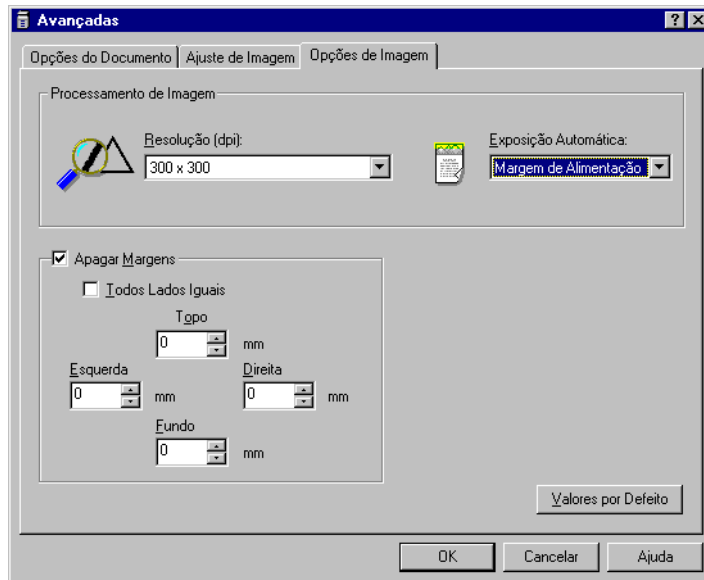 Avançadas
Opções do Documento
Ajuste de Imagem
Opções de Imagem
Processamento de Imagem
Resolução (dpi):
300 x 300
Exposição Automática:
Margem de Alimentação
Apagar Margens
Todos Lados Iguais
Topo
0 mm
Esquerda
0 mm
Direita
0 mm
Fundo
0 mm
Valores por Defeito
OK
Cancelar
Ajuda